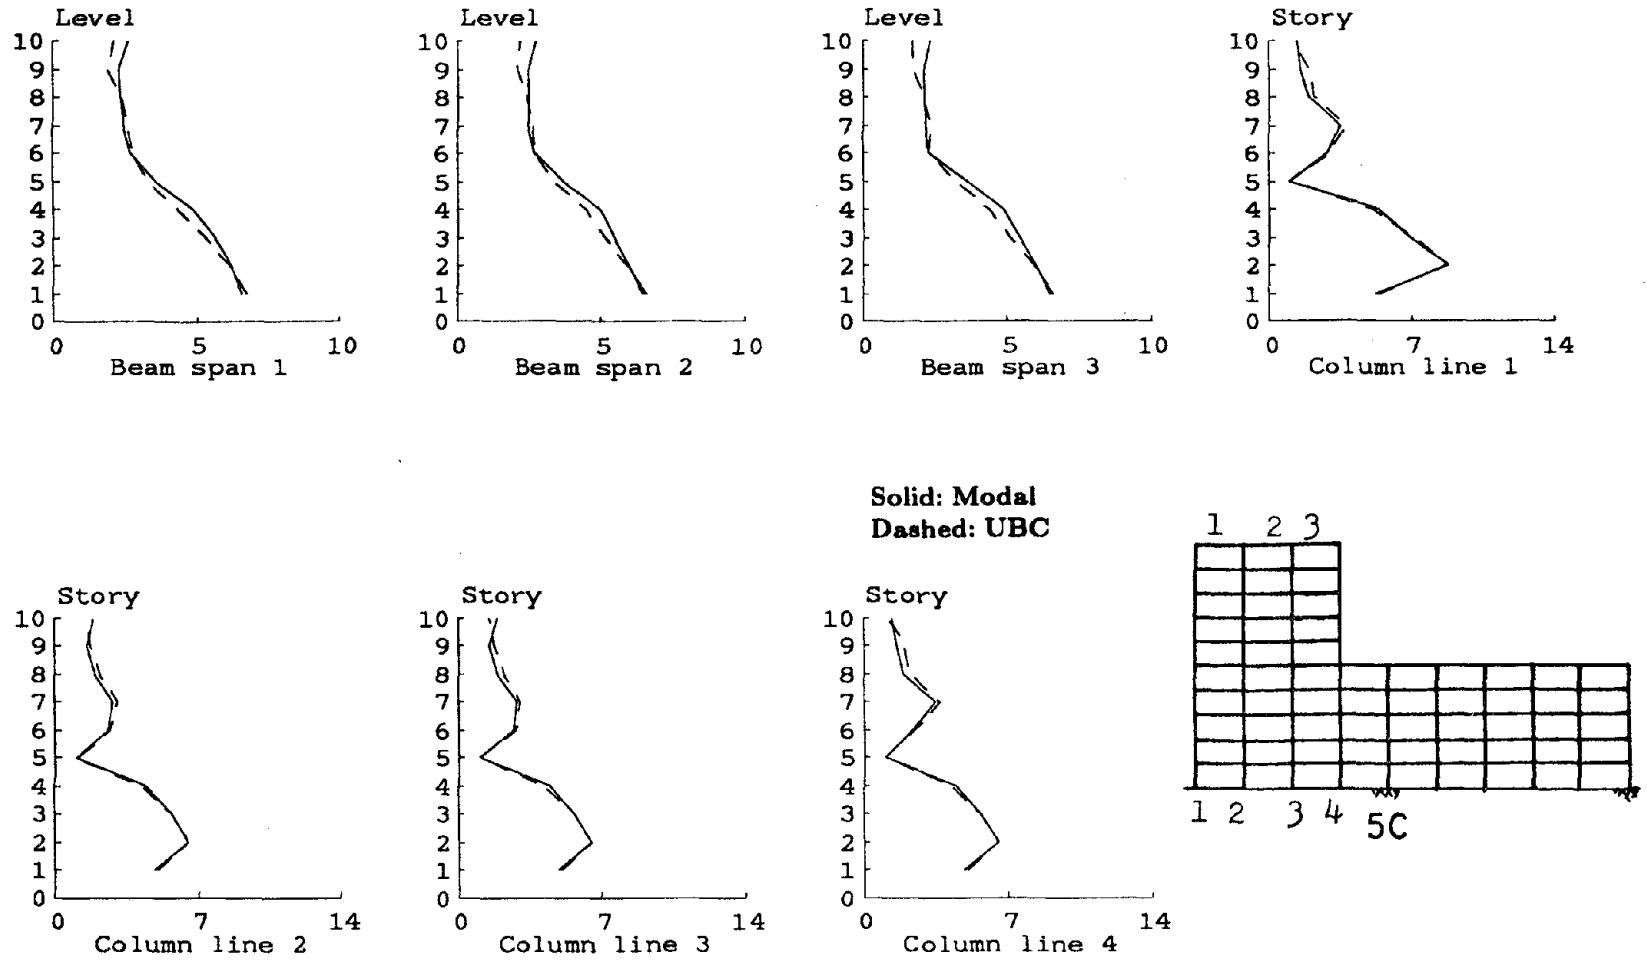 Level
10
9
8
7
6
5
4
3
2
1
0
0 5 10
Beam span 1
Level
10
9
8
7
6
5
4
3
2
1
0
0 5 10
Beam span 2
Level
10
9
8
7
6
5
4
3
2
1
0
0 5 10
Beam span 3
Story
10
9
8
7
6
5
4
3
2
1
0
0 7 14
Column line 1
Solid: Modal
Dashed: UBC
Story
10
9
8
7
6
5
4
3
2
1
0
0 7 14
Column line 2
Story
10
9
8
7
6
5
4
3
2
1
0
0 7 14
Column line 3
Story
10
9
8
7
6
5
4
3
2
1
0
0 7 14
Column line 4
1 2 3
1 2 3 4
5C